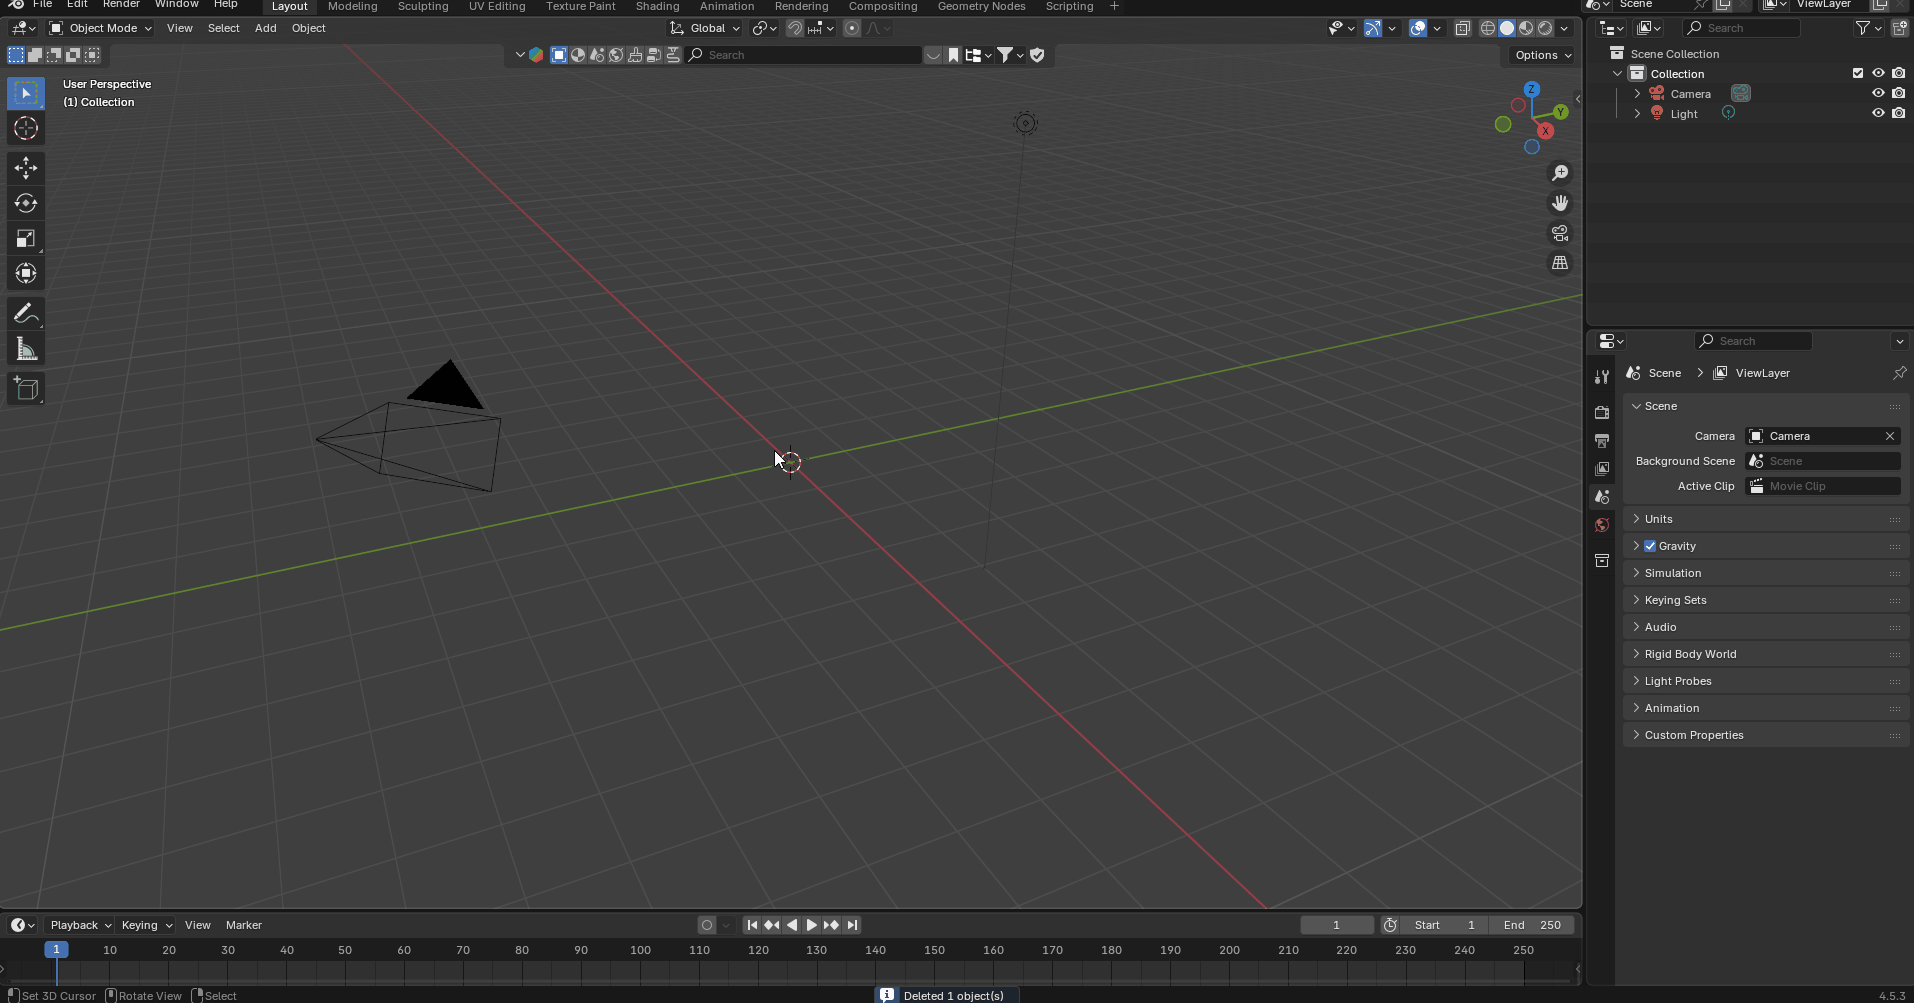 File Edit Render Window Help Layout Modeling Sculpting UV Editing Texture Paint Shading Animation Rendering Compositing Geometry Nodes Scripting + Scene ViewLayer
Object Mode View Select Add Object Global Search
Search Options
User Perspective
(1) Collection
Z
Y
X
Scene Collection
Collection
Camera
Light
Search
Scene > ViewLayer
Scene
Camera Camera
Background Scene Scene
Active Clip Movie Clip
Units
Gravity
Simulation
Keying Sets
Audio
Rigid Body World
Light Probes
Animation
Custom Properties
Playback Keying View Marker 1 Start 1 End 250
1 10 20 30 40 50 60 70 80 90 100 110 120 130 140 150 160 170 180 190 200 210 220 230 240 250
Set 3D Cursor Rotate View Select Deleted 1 object(s) 4.5.3